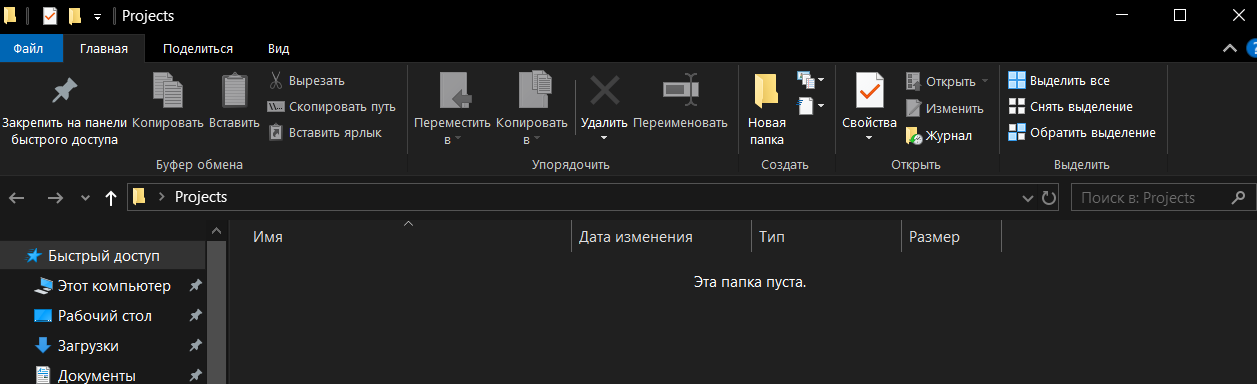 Projects
Файл Главная Поделиться Вид
Закрепить на панели
быстрого доступа
Копировать
Вставить
Вырезать
Скопировать путь
Вставить ярлык
Буфер обмена
Переместить
в
Копировать
в
Удалить
Переименовать
Упорядочить
Новая
папка
Создать
Свойства
Открыть
Изменить
Журнал
Открыть
Выделить все
Снять выделение
Обратить выделение
Выделить
Projects
Поиск в: Projects
Имя Дата изменения Тип Размер
Эта папка пуста.
Быстрый доступ
Этот компьютер
Рабочий стол
Загрузки
Документы